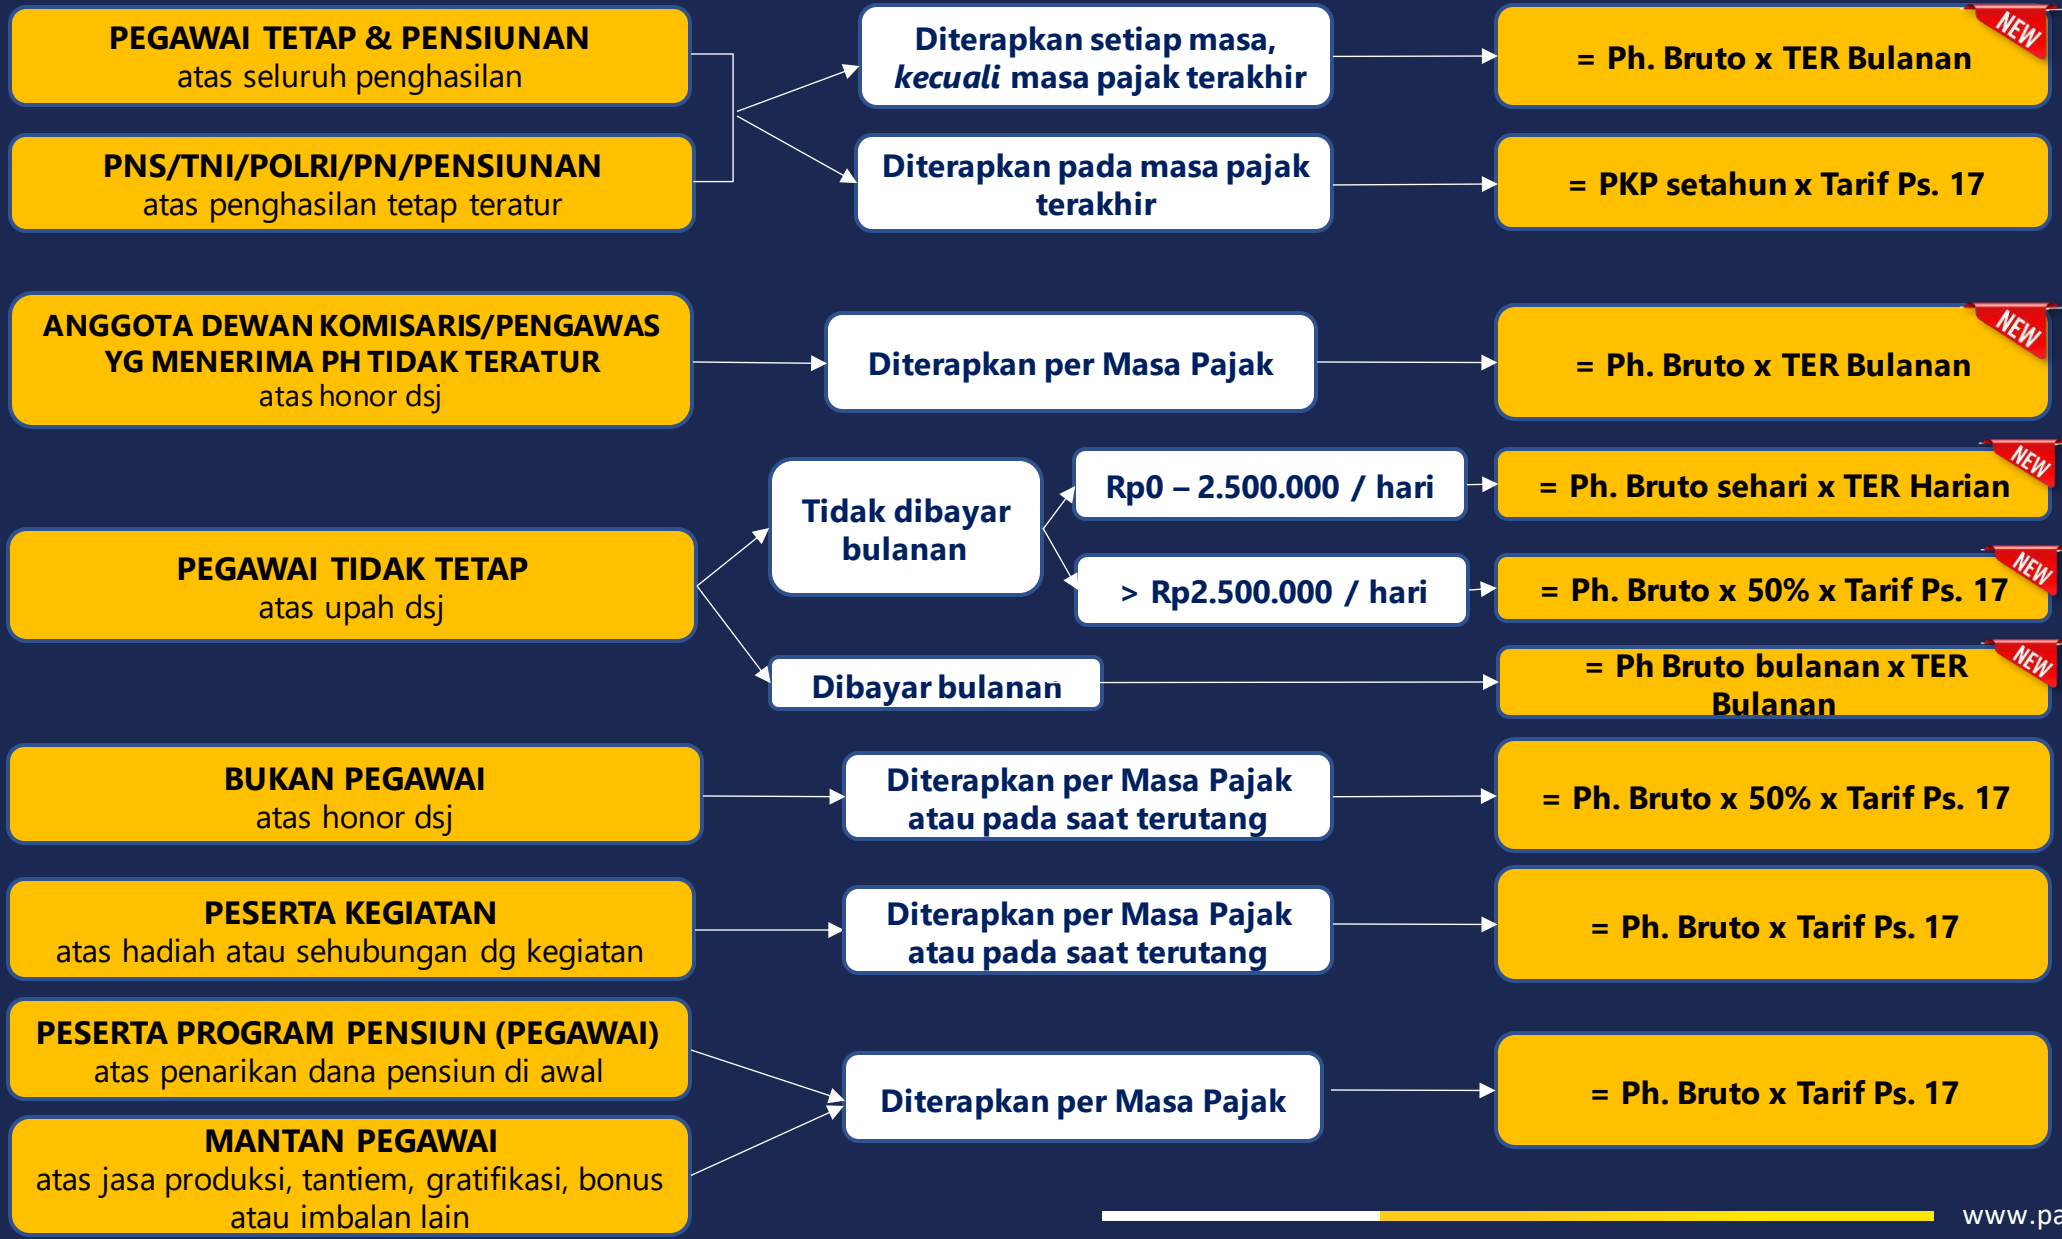 PEGAWAI TETAP & PENSIUNAN
atas seluruh penghasilan
Diterapkan setiap masa,
kecuali masa pajak terakhir
= Ph. Bruto x TER Bulanan
NEW
PNS/TNI/POLRI/PN/PENSIUNAN
atas penghasilan tetap teratur
Diterapkan pada masa pajak
terakhir
= PKP setahun x Tarif Ps. 17
ANGGOTA DEWAN KOMISARIS/PENGAWAS
YG MENERIMA PH TIDAK TERATUR
atas honor dsj
Diterapkan per Masa Pajak
= Ph. Bruto x TER Bulanan
NEW
PEGAWAI TIDAK TETAP
atas upah dsj
Tidak dibayar
bulanan
Rp0 – 2.500.000 / hari
= Ph. Bruto sehari x TER Harian
NEW
> Rp2.500.000 / hari
= Ph. Bruto x 50% x Tarif Ps. 17
NEW
Dibayar bulanan
= Ph Bruto bulanan x TER
Bulanan
NEW
BUKAN PEGAWAI
atas honor dsj
Diterapkan per Masa Pajak
atau pada saat terutang
= Ph. Bruto x 50% x Tarif Ps. 17
PESERTA KEGIATAN
atas hadiah atau sehubungan dg kegiatan
Diterapkan per Masa Pajak
atau pada saat terutang
= Ph. Bruto x Tarif Ps. 17
PESERTA PROGRAM PENSIUN (PEGAWAI)
atas penarikan dana pensiun di awal
MANTAN PEGAWAI
atas jasa produksi, tantiem, gratifikasi, bonus
atau imbalan lain
Diterapkan per Masa Pajak
= Ph. Bruto x Tarif Ps. 17
www.pa